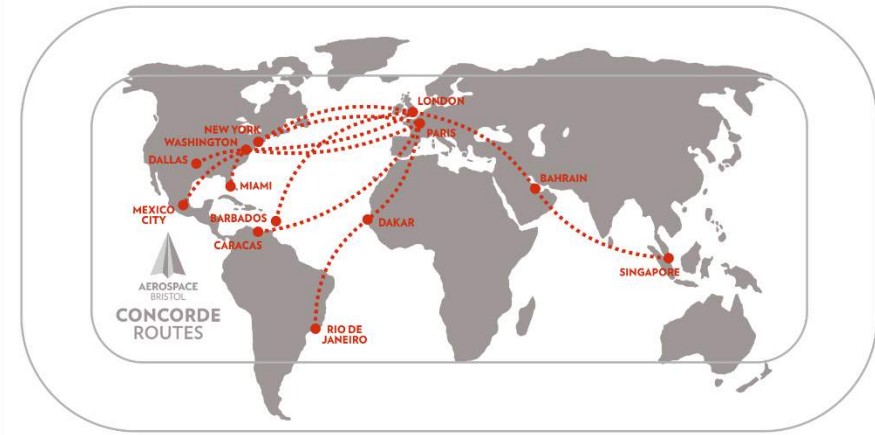 LONDON
NEW YORK
WASHINGTON
PARIS
DALLAS
MIAMI
BAHRAIN
MEXICO
CITY
BARBADOS
DAKAR
CARACAS
SINGAPORE
AEROSPACE
BRISTOL
CONCORDE
ROUTES
RIO DE
JANEIRO